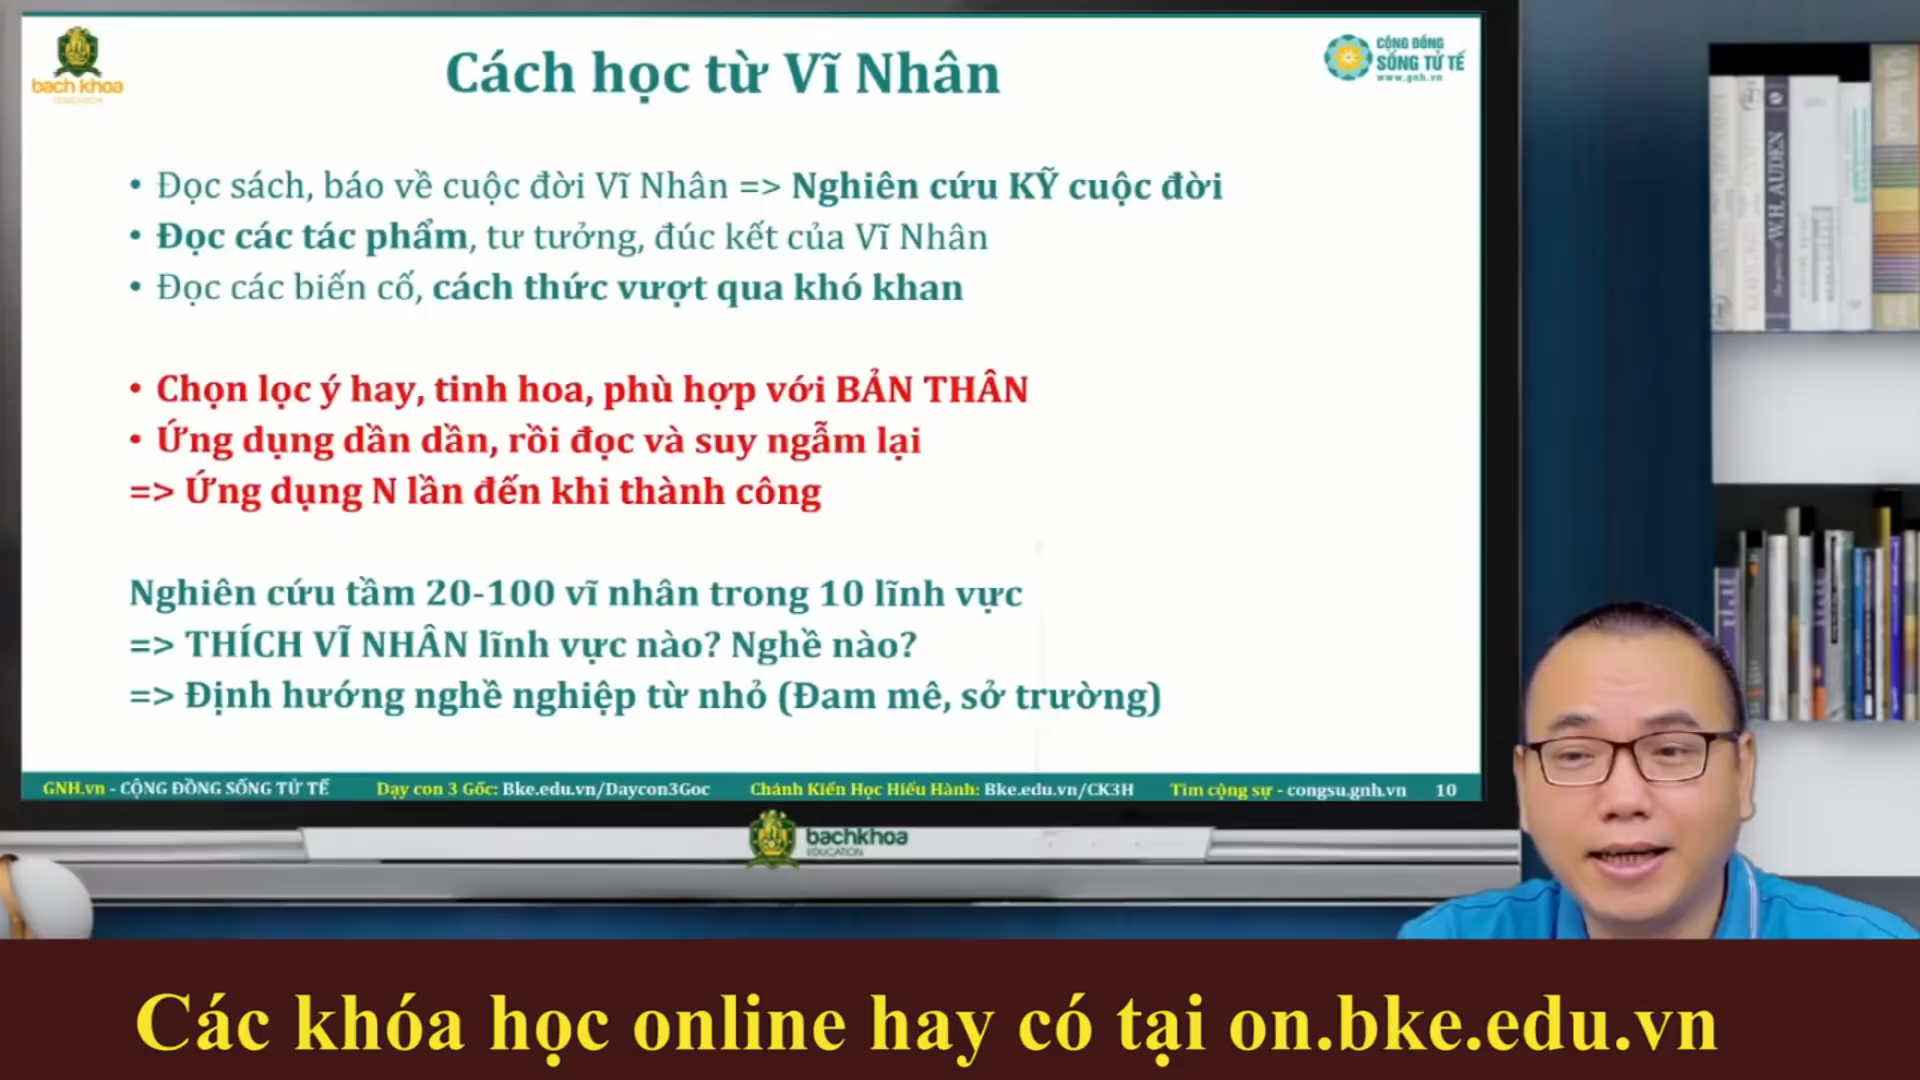 bach khoa
EDUCATION
Cách học từ Vĩ Nhân
CỘNG ĐỒNG
SỐNG TỬ TẾ
www.gnh.vn
• Đọc sách, báo về cuộc đời Vĩ Nhân => Nghiên cứu KỸ cuộc đời
• Đọc các tác phẩm, tư tưởng, đúc kết của Vĩ Nhân
• Đọc các biến cố, cách thức vượt qua khó khan
• Chọn lọc ý hay, tinh hoa, phù hợp với BẢN THÂN
• Ứng dụng dần dần, rồi đọc và suy ngẫm lại
=> Ứng dụng N lần đến khi thành công
Nghiên cứu tầm 20-100 vĩ nhân trong 10 lĩnh vực
=> THÍCH VĨ NHÂN lĩnh vực nào? Nghề nào?
=> Định hướng nghề nghiệp từ nhỏ (Đam mê, sở trường)
GNH.vn - CỘNG ĐỒNG SỐNG TỬ TẾ Dạy con 3 Gốc: Bke.edu.vn/Daycon3Goc Chánh Kiến Học Hiểu Hành: Bke.edu.vn/CK3H Tìm cộng sự - congsu.gnh.vn 10
bachkhoa
EDUCATION
W.H. AUDEN
Các khóa học online hay có tại on.bke.edu.vn